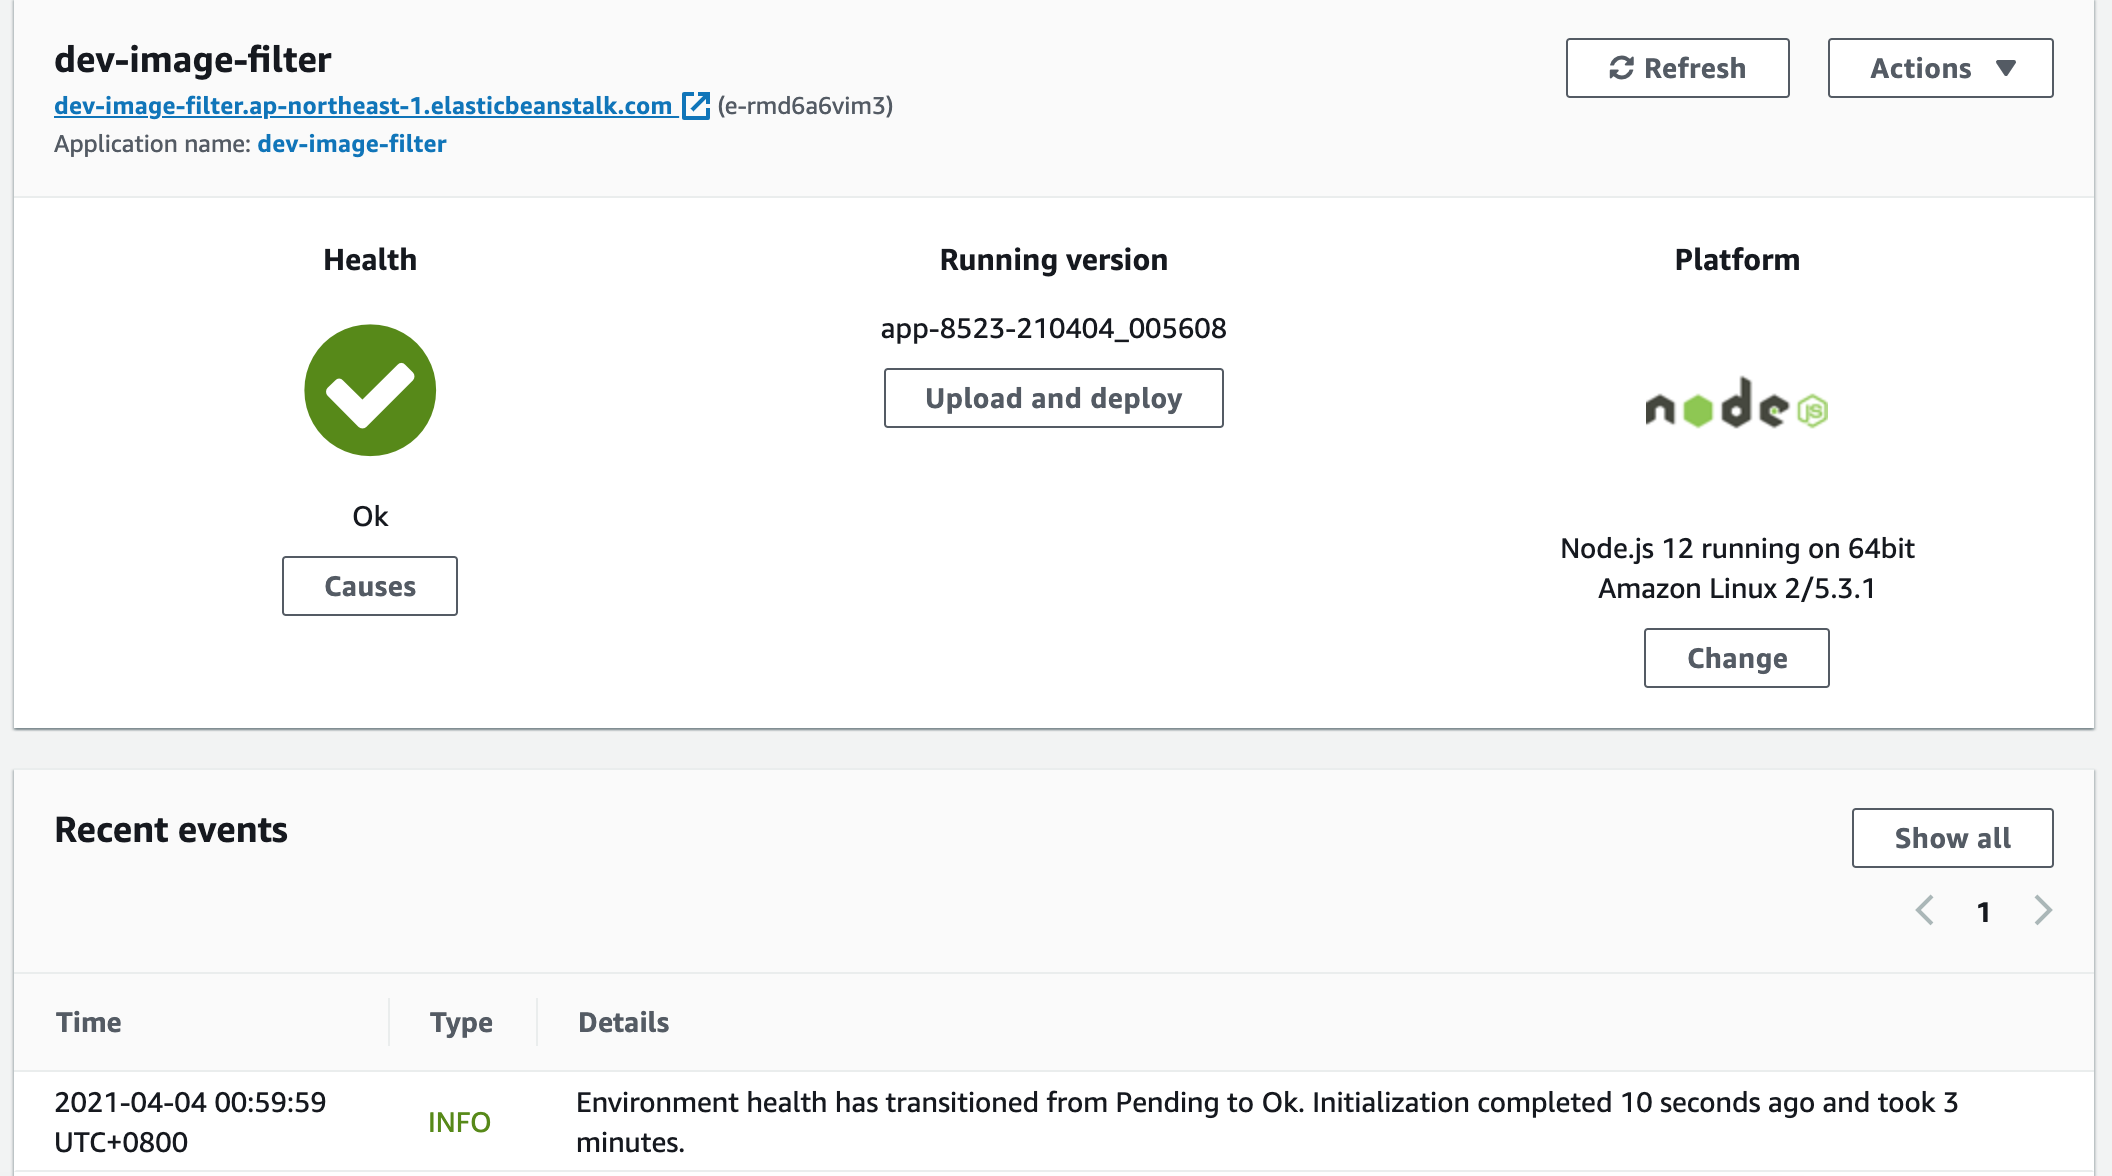 dev-image-filter
Refresh
Actions
dev-image-filter.ap-northeast-1.elasticbeanstalk.com (e-rmd6a6vim3)
Application name: dev-image-filter
Health
Ok
Causes
Running version
app-8523-210404_005608
Upload and deploy
Platform
node JS
Node.js 12 running on 64bit
Amazon Linux 2/5.3.1
Change
Recent events
Show all
1
Time Type Details
2021-04-04 00:59:59
UTC+0800
INFO
Environment health has transitioned from Pending to Ok. Initialization completed 10 seconds ago and took 3
minutes.